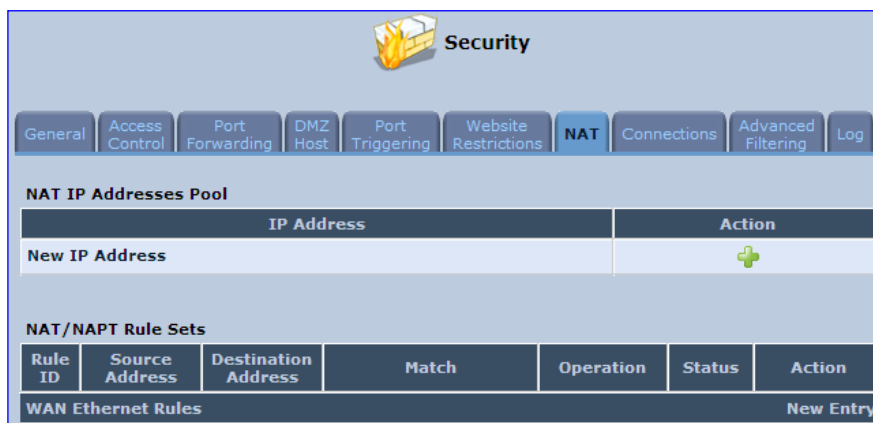 Security
General
Access
Control
Port
Forwarding
DMZ
Host
Port
Triggering
Website
Restrictions
NAT
Connections
Advanced
Filtering
Log
NAT IP Addresses Pool
IP Address Action
New IP Address
NAT/NAPT Rule Sets
Rule
ID
Source
Address
Destination
Address
Match
Operation
Status
Action
WAN Ethernet Rules New Entry